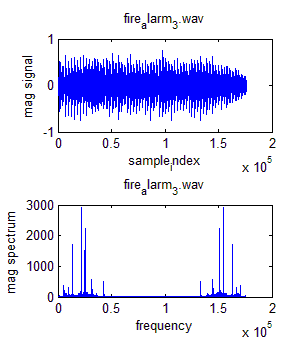 fire_alarm_3.wav
1
0
-1
mag signal
0
0.5
1
1.5
2
x 10^5
sample_index
fire_alarm_3.wav
3000
2000
1000
0
mag spectrum
0
0.5
1
1.5
2
x 10^5
frequency